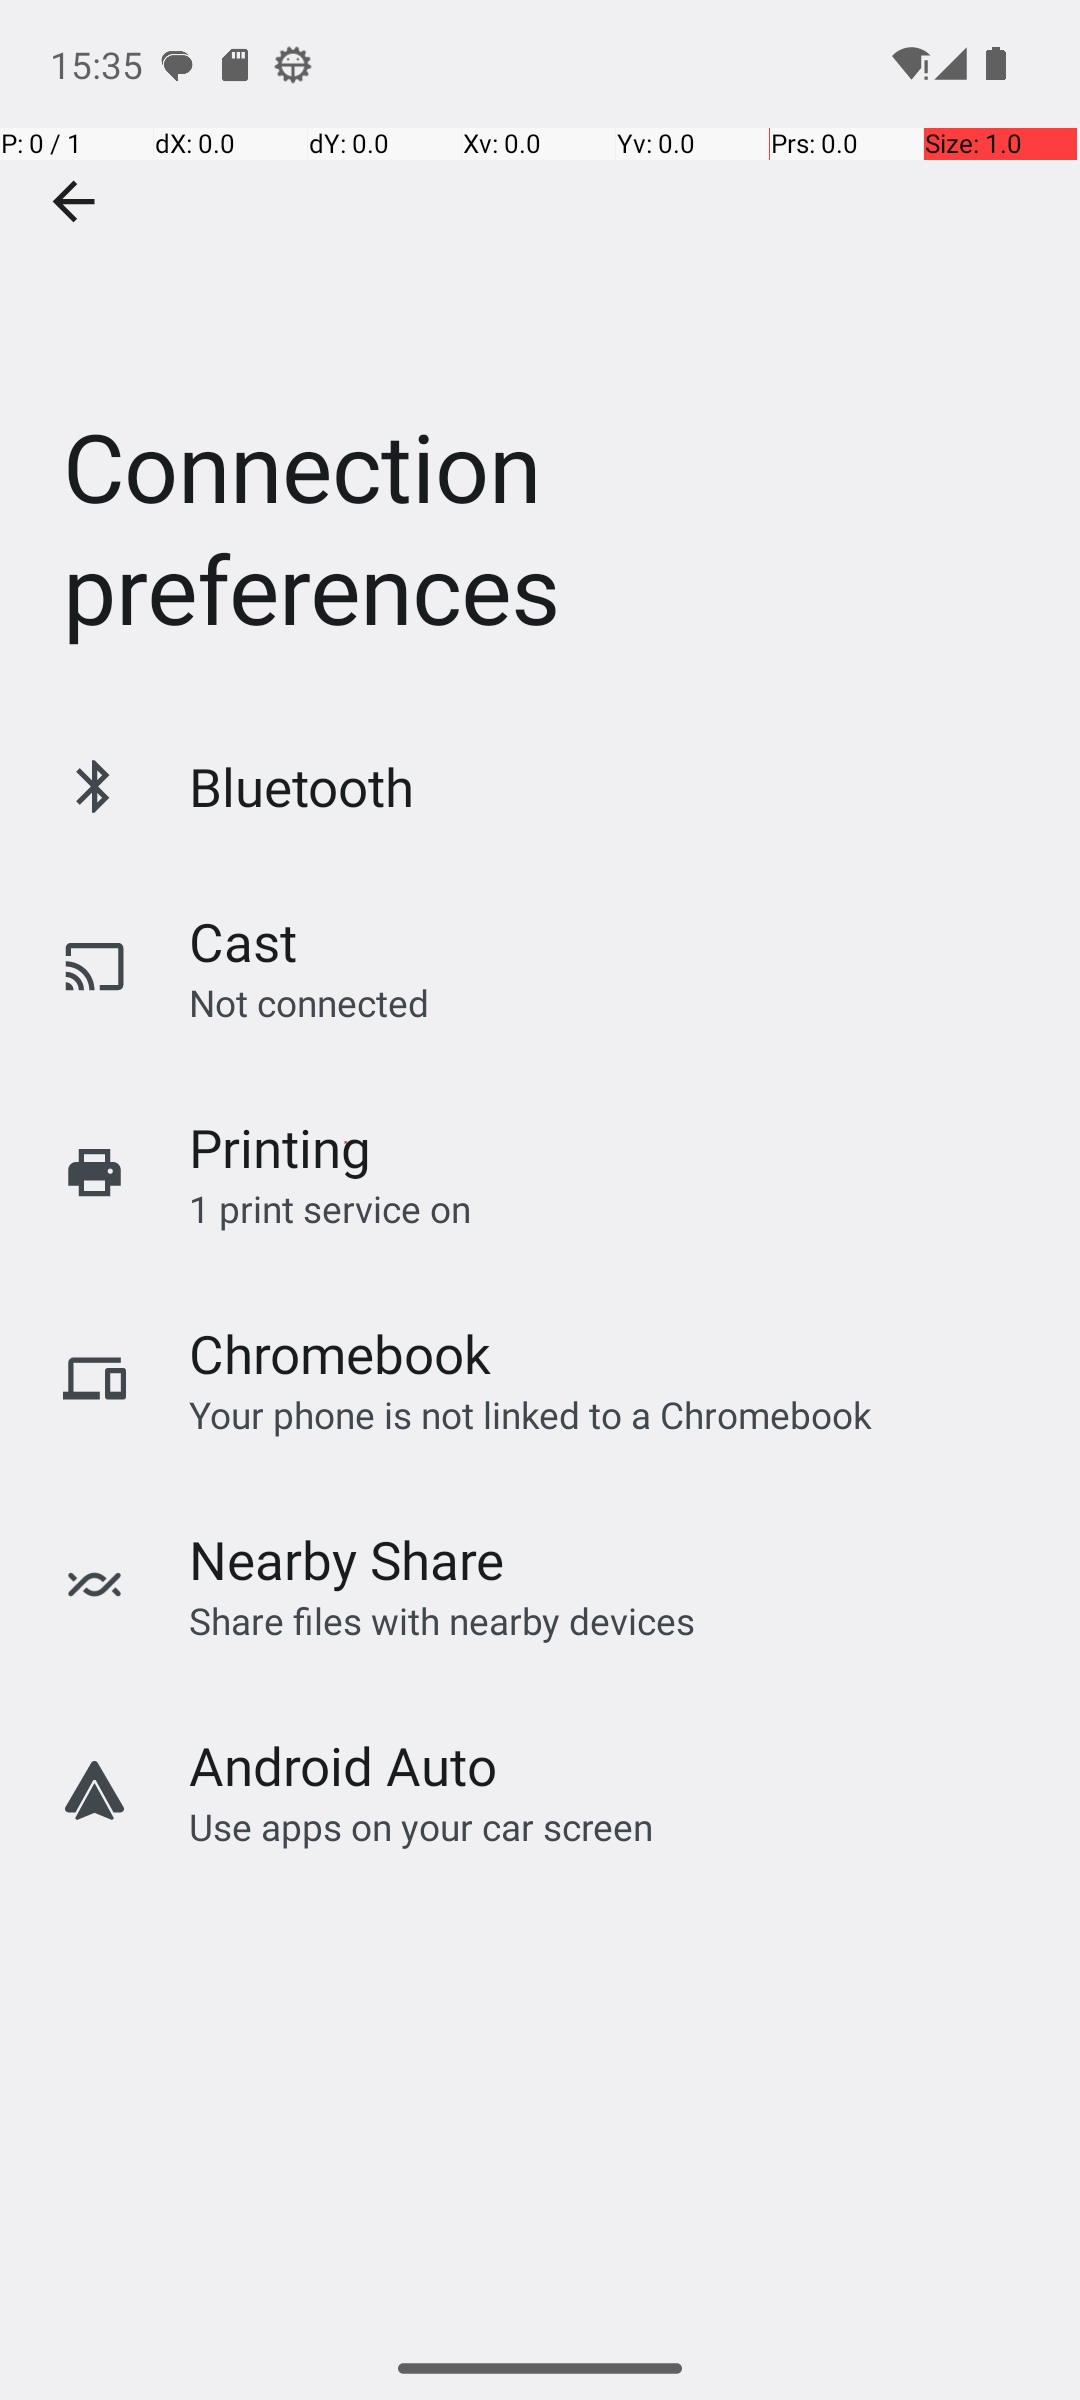 15:35
P: 0 / 1 dX: 0.0 dY: 0.0 Xv: 0.0 Yv: 0.0 Prs: 0.0 Size: 1.0
Connection
preferences
Bluetooth
Cast
Not connected
Printing
1 print service on
Chromebook
Your phone is not linked to a Chromebook
Nearby Share
Share files with nearby devices
Android Auto
Use apps on your car screen